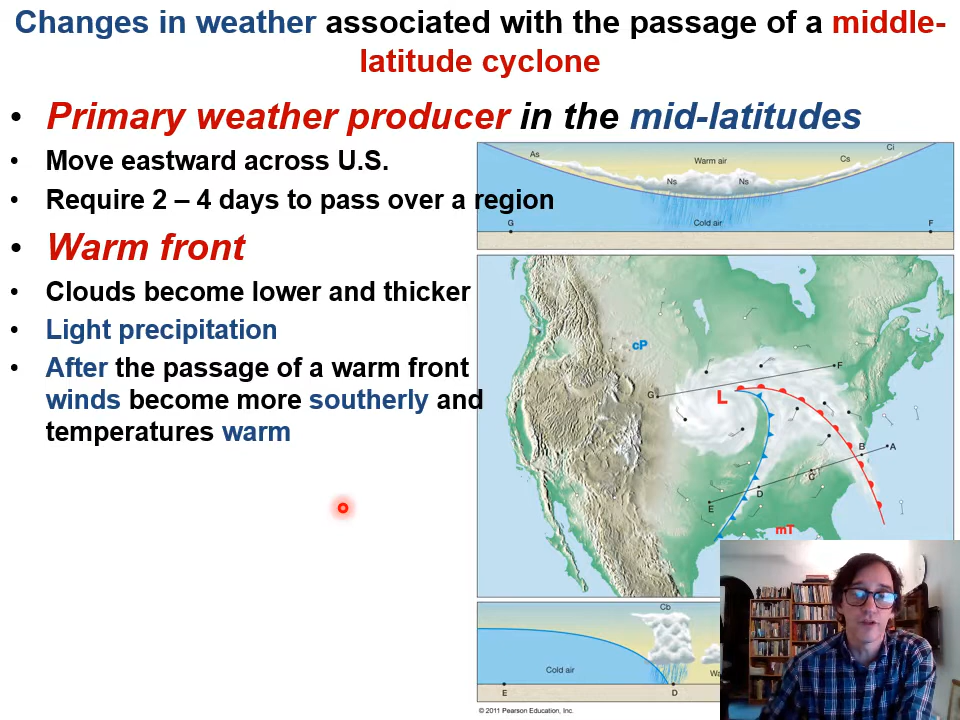 Changes in weather associated with the passage of a middle-
latitude cyclone
• Primary weather producer in the mid-latitudes
• Move eastward across U.S.
• Require 2 – 4 days to pass over a region
• Warm front
• Clouds become lower and thicker
• Light precipitation
• After the passage of a warm front
winds become more southerly and
temperatures warm
As
Warm air
Cs
Ci
Ns
Ns
G
Cold air
F
cP
F
G
L
B
A
C
D
E
mT
Cb
Cold air
E
D
© 2011 Pearson Education, Inc.